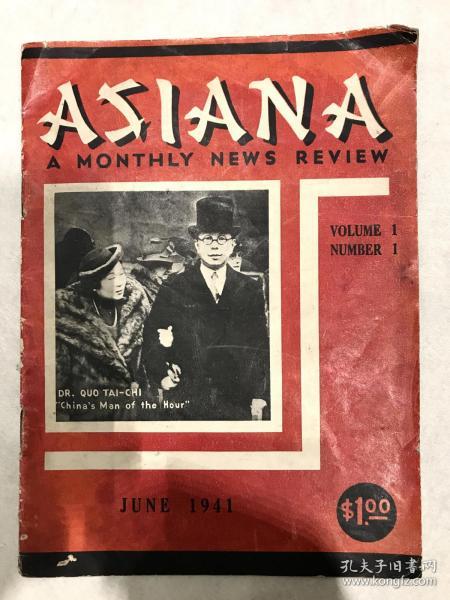 ASIANA
A MONTHLY NEWS REVIEW
VOLUME 1
NUMBER 1
DR. QUO TAI-CHI
"China's Man of the Hour"
JUNE 1941
$1.00
孔夫子旧书网
www.kongfz.com